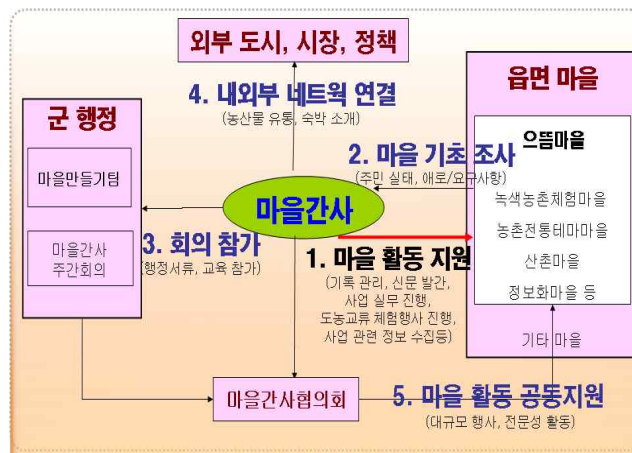 외부 도시, 시장, 정책
4. 내외부 네트웍 연결
(농산물 유통, 숙박 소개)
군 행정
마을만들기팀
마을간사
주간회의
읍면 마을
으뜸마을
녹색농촌체험마을
농촌전통테마마을
산촌마을
정보화마을 등
기타 마을
2. 마을 기초 조사
(주민 실태, 애로/요구사항)
마을간사
3. 회의 참가
(행정서류, 교육 참가)
1. 마을 활동 지원
(기록 관리, 신문 발간,
사업 실무 진행,
도농교류 체험행사 진행,
사업 관련 정보 수집등)
마을간사협의회
5. 마을 활동 공동지원
(대규모 행사, 전문성 활동)